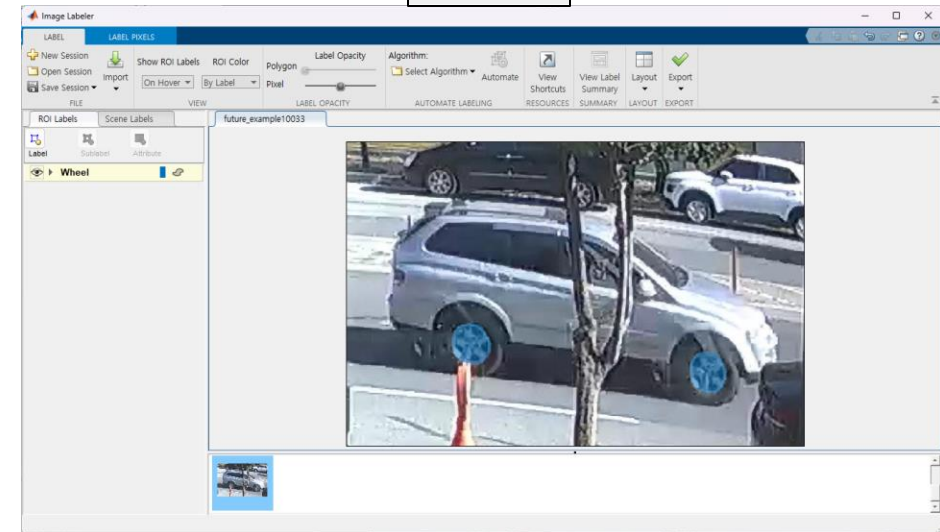 Image Labeler
LABEL
LABEL PIXELS
New Session
Open Session
Save Session
Import
FILE
Show ROI Labels
On Hover
ROI Color
By Label
VIEW
Label Opacity
Polygon
Pixel
LABEL OPACITY
Algorithm:
Select Algorithm
Automate
AUTOMATE LABELING
View
Shortcuts
RESOURCES
View Label
Summary
SUMMARY
Layout
LAYOUT
Export
EXPORT
ROI Labels
Scene Labels
future_example10033
Label
Sublabel
Attribute
Wheel